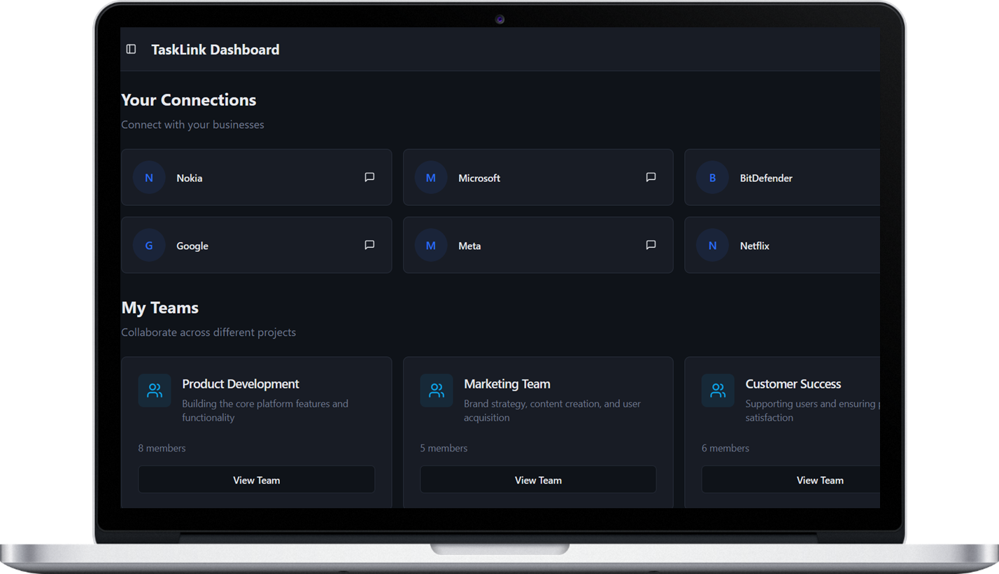 TaskLink Dashboard
Your Connections
Connect with your businesses
N Nokia
M Microsoft
B BitDefender
G Google
M Meta
N Netflix
My Teams
Collaborate across different projects
Product Development
Building the core platform features and
functionality
8 members
View Team
Marketing Team
Brand strategy, content creation, and user
acquisition
5 members
View Team
Customer Success
Supporting users and ensuring
satisfaction
6 members
View Team